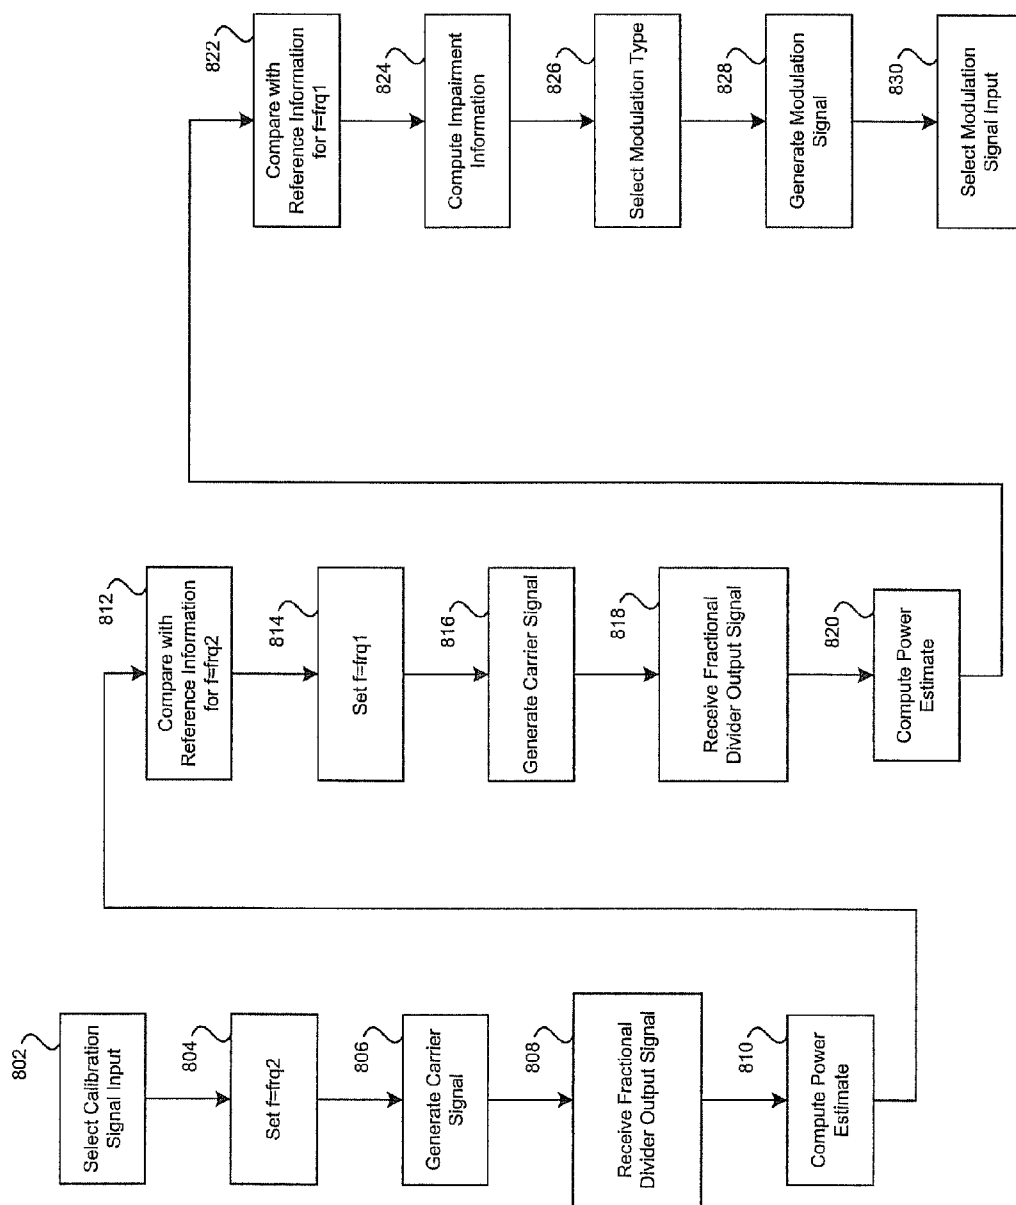 802
Select Calibration
Signal Input
804
Set f=frq2
806
Generate Carrier
Signal
808
Receive Fractional
Divider Output Signal
810
Compute Power
Estimate
812
Compare with
Reference Information
for f=frq2
814
Set f=frq1
816
Generate Carrier Signal
818
Receive Fractional
Divider Output Signal
820
Compute Power
Estimate
822
Compare with
Reference Information
for f=frq1
824
Compute Impairment
Information
826
Select Modulation Type
828
Generate Modulation
Signal
830
Select Modulation
Signal Input